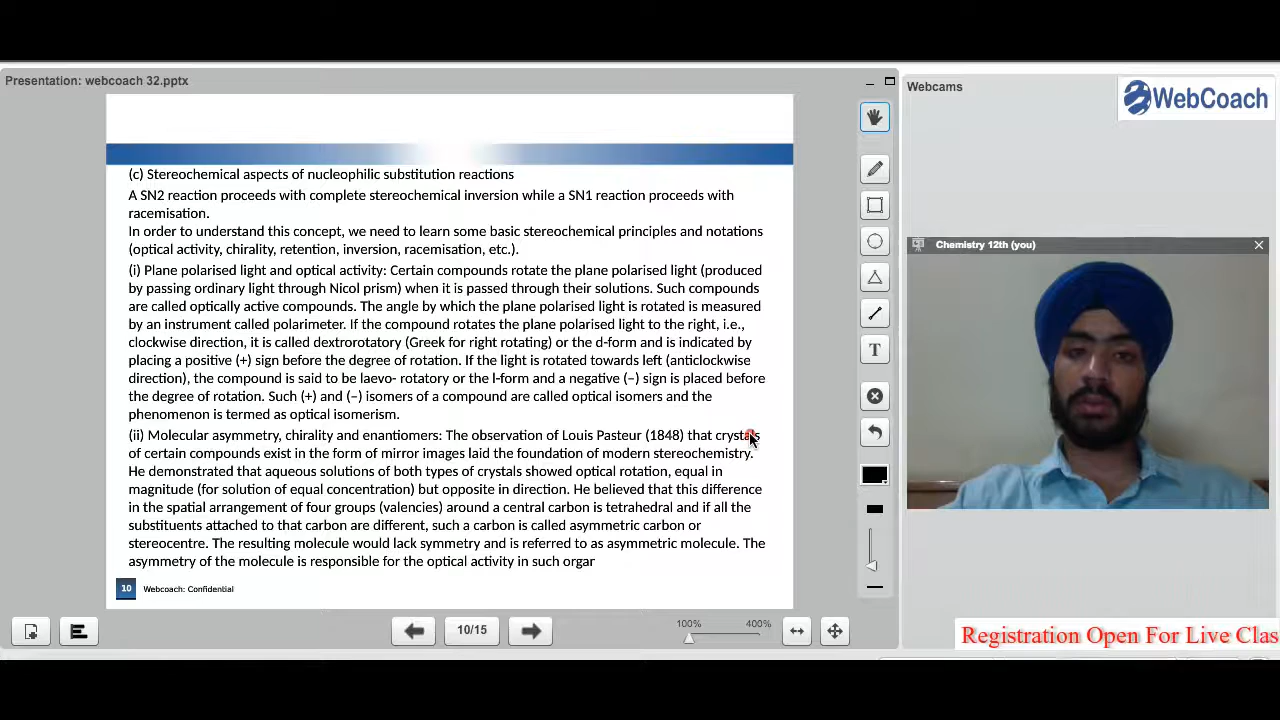 Presentation: webcoach 32.pptx
Webcams
WebCoach
(c) Stereochemical aspects of nucleophilic substitution reactions
A SN2 reaction proceeds with complete stereochemical inversion while a SN1 reaction proceeds with
racemisation.
In order to understand this concept, we need to learn some basic stereochemical principles and notations
(optical activity, chirality, retention, inversion, racemisation, etc.).
(i) Plane polarised light and optical activity: Certain compounds rotate the plane polarised light (produced
by passing ordinary light through Nicol prism) when it is passed through their solutions. Such compounds
are called optically active compounds. The angle by which the plane polarised light is rotated is measured
by an instrument called polarimeter. If the compound rotates the plane polarised light to the right, i.e.,
clockwise direction, it is called dextrorotatory (Greek for right rotating) or the d-form and is indicated by
placing a positive (+) sign before the degree of rotation. If the light is rotated towards left (anticlockwise
direction), the compound is said to be laevo- rotatory or the l-form and a negative (–) sign is placed before
the degree of rotation. Such (+) and (–) isomers of a compound are called optical isomers and the
phenomenon is termed as optical isomerism.
(ii) Molecular asymmetry, chirality and enantiomers: The observation of Louis Pasteur (1848) that crystals
of certain compounds exist in the form of mirror images laid the foundation of modern stereochemistry.
He demonstrated that aqueous solutions of both types of crystals showed optical rotation, equal in
magnitude (for solution of equal concentration) but opposite in direction. He believed that this difference
in the spatial arrangement of four groups (valencies) around a central carbon is tetrahedral and if all the
substituents attached to that carbon are different, such a carbon is called asymmetric carbon or
stereocentre. The resulting molecule would lack symmetry and is referred to as asymmetric molecule. The
asymmetry of the molecule is responsible for the optical activity in such orgar
10 Webcoach: Confidential
T
Chemistry 12th (you)
10/15
100% 400%
Registration Open For Live Clas